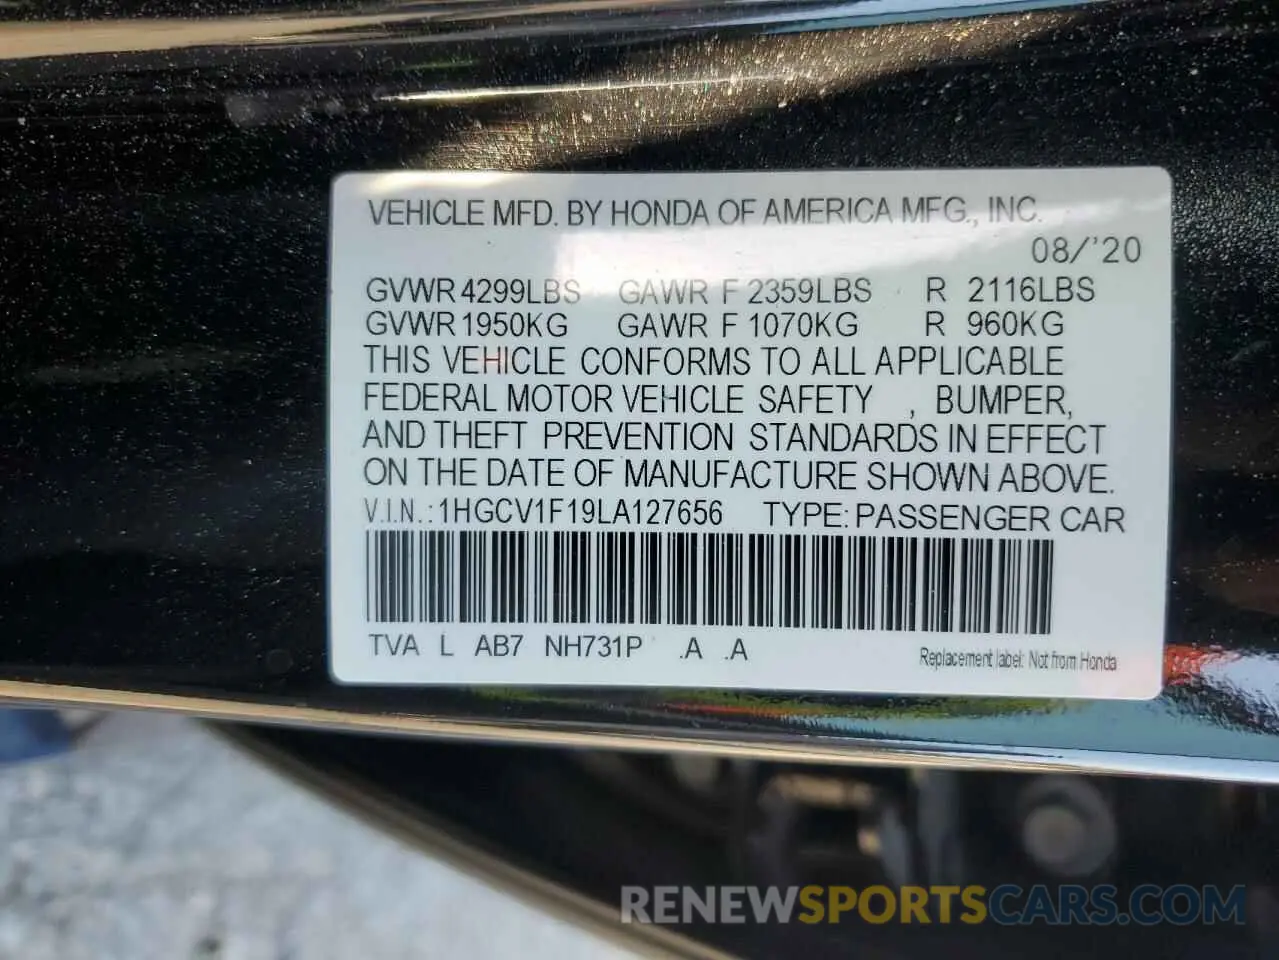 VEHICLE MFD. BY HONDA OF AMERICA MFG., INC.
08/'20
GVWR 4299LBS GAWR F 2359LBS R 2116LBS
GVWR 1950KG GAWR F 1070KG R 960KG
THIS VEHICLE CONFORMS TO ALL APPLICABLE
FEDERAL MOTOR VEHICLE SAFETY , BUMPER,
AND THEFT PREVENTION STANDARDS IN EFFECT
ON THE DATE OF MANUFACTURE SHOWN ABOVE.
V.I.N.: 1HGCV1F19LA127656 TYPE: PASSENGER CAR
TVA L AB7 NH731P .A .A
Replacement label: Not from Honda
RENEWSPORTSCARS.COM